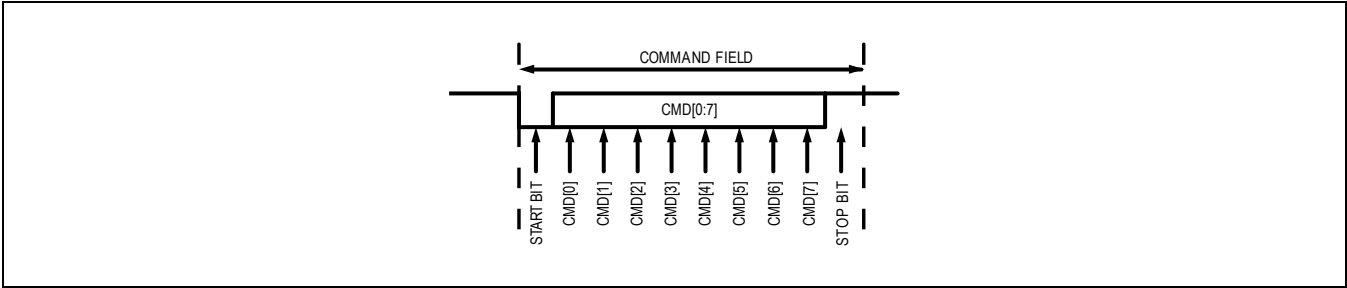 COMMAND FIELD
CMD[0:7]
START BIT
CMD[0]
CMD[1]
CMD[2]
CMD[3]
CMD[4]
CMD[5]
CMD[6]
CMD[7]
STOP BIT